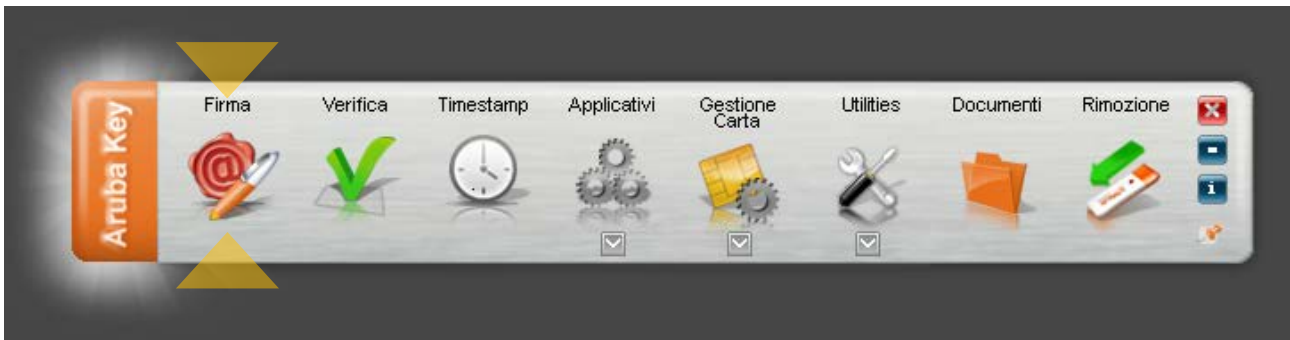 Aruba Key
Firma
Verifica
Timestamp
Applicativi
Gestione
Carta
Utilities
Documenti
Rimozione